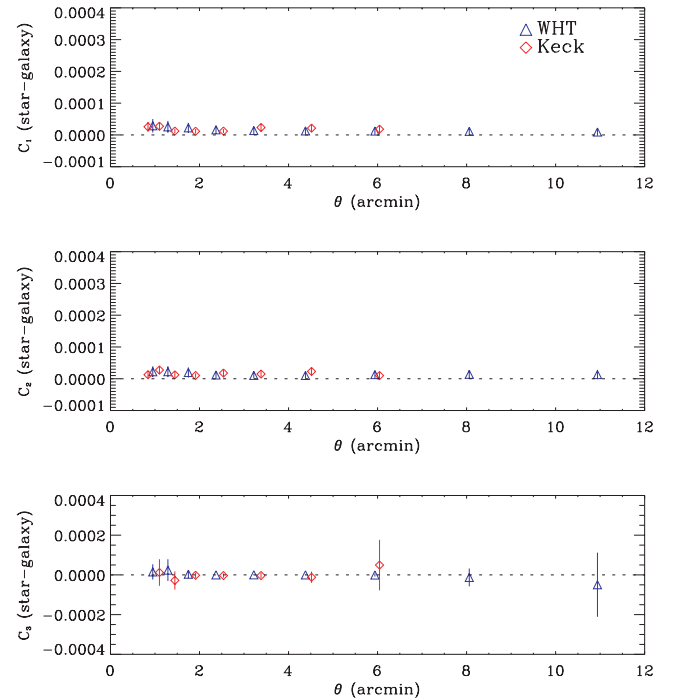 0.0004
WHT
Keck
0.0003
0.0002
0.0001
0.0000
−0.0001
C₁ (star−galaxy)
0 2 4 6 8 10 12
θ (arcmin)
0.0004
0.0003
0.0002
0.0001
0.0000
−0.0001
C₂ (star−galaxy)
0 2 4 6 8 10 12
θ (arcmin)
0.0004
0.0002
0.0000
−0.0002
−0.0004
C₃ (star−galaxy)
0 2 4 6 8 10 12
θ (arcmin)